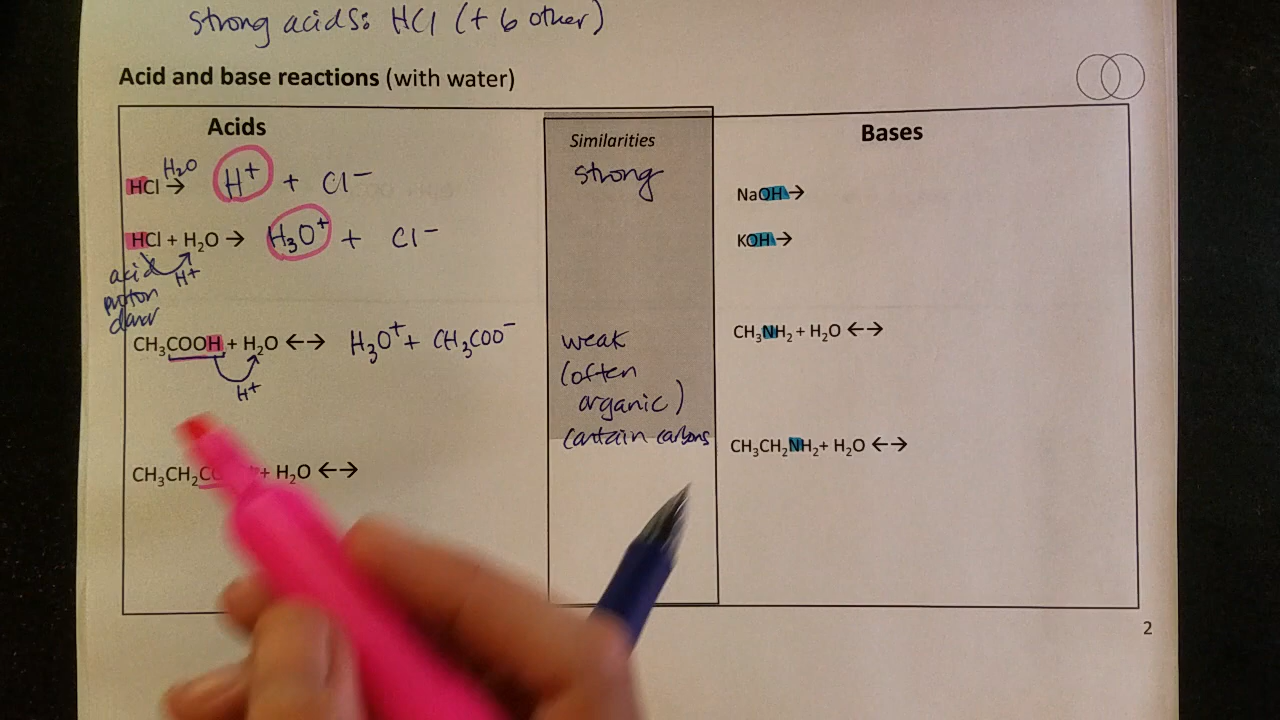 strong acids: HCl (+ 6 other)
Acid and base reactions (with water)
Acids
HCl H₂O → H⁺ + Cl⁻
HCl + H₂O → H₃O⁺ + Cl⁻
acid H⁺
proton
donor
CH₃COOH + H₂O ←→ H₃O⁺ + CH₃COO⁻
H⁺
CH₃CH₂ + H₂O ←→
Similarities
strong
weak
(often
organic)
contain carbons
Bases
NaOH →
KOH →
CH₃NH₂ + H₂O ←→
CH₃CH₂NH₂+ H₂O ←→
2